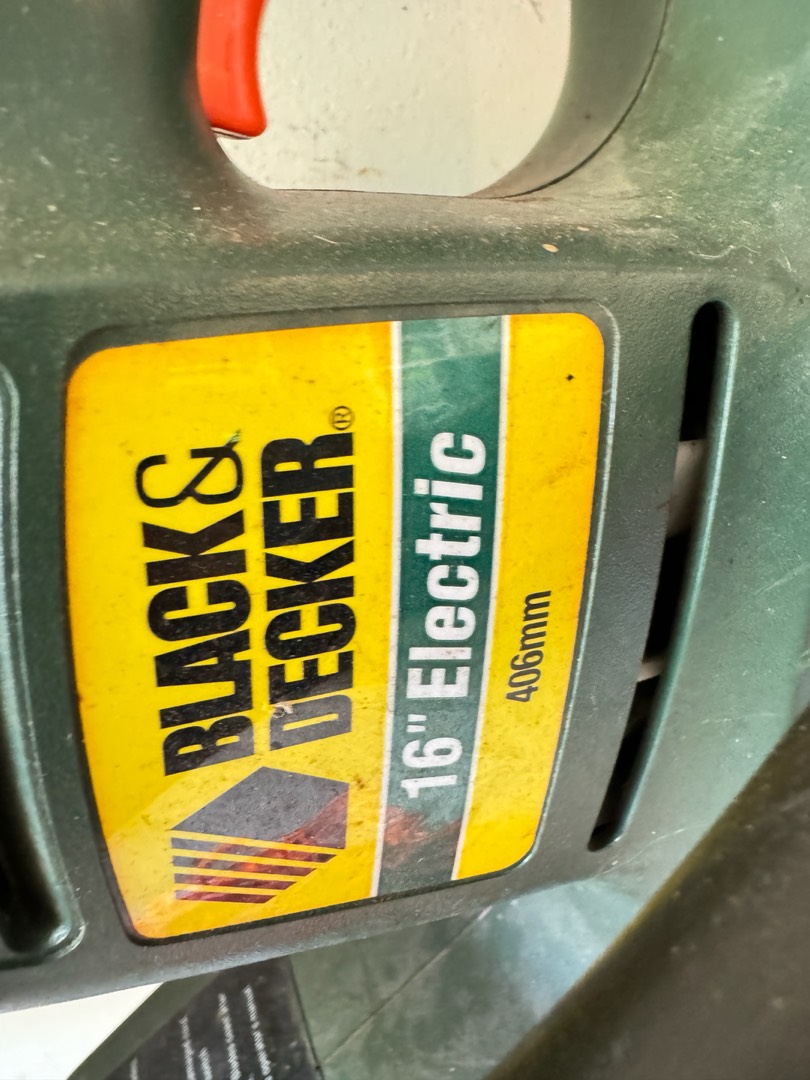 BLACK&
DECKER®
16" Electric
406mm